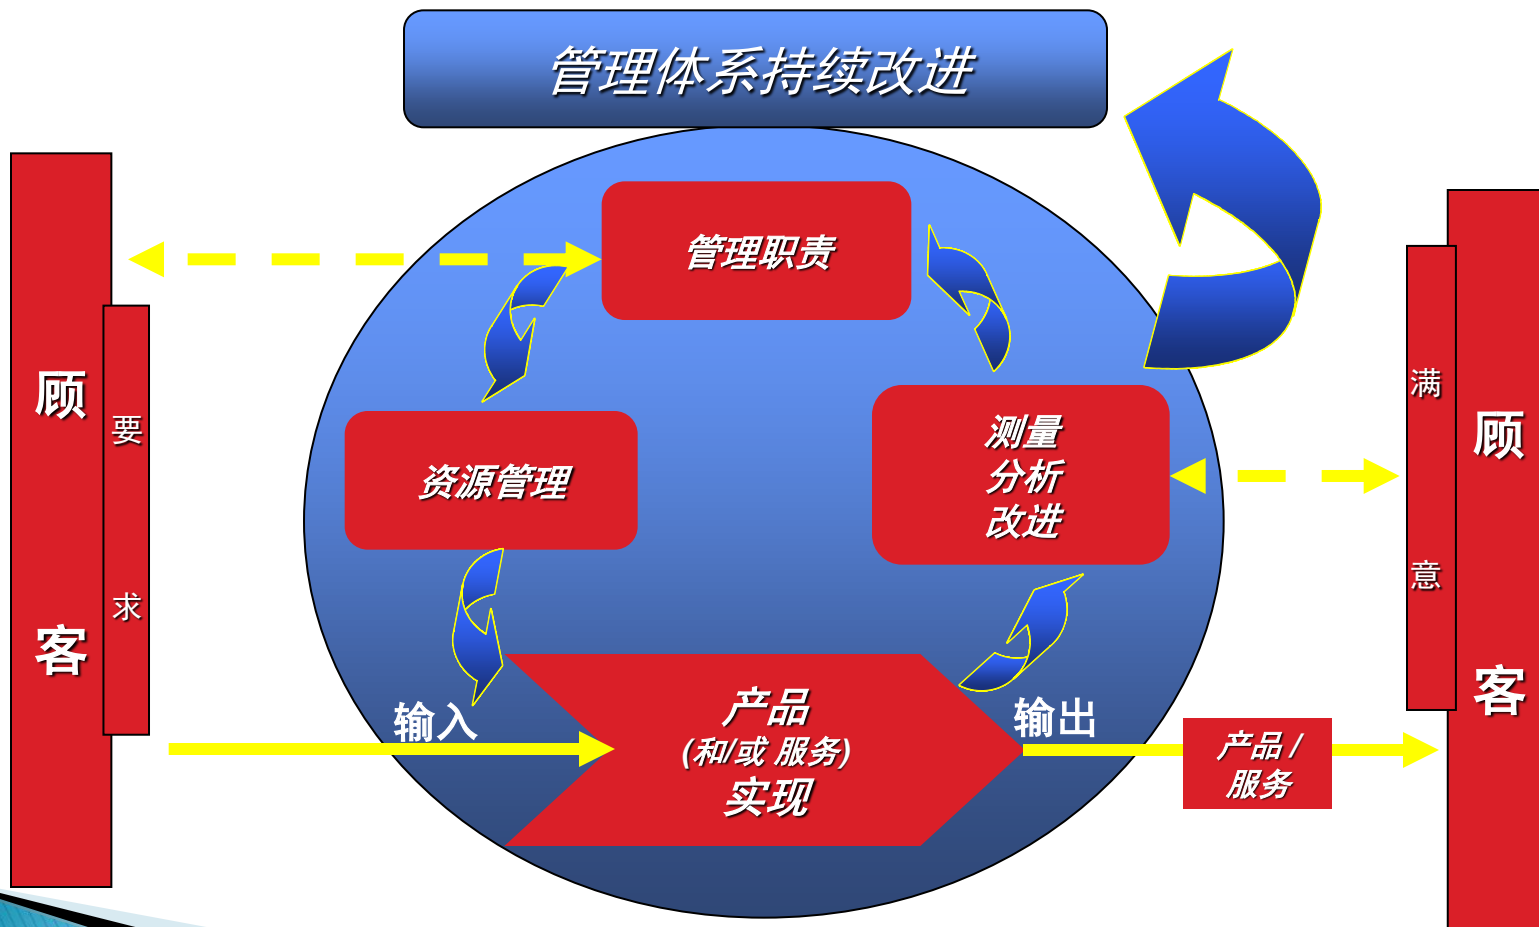 管理体系持续改进
管理职责
顾
客
要
求
资源管理
测量
分析
改进
满
意
顾
客
输入
产品
(和/或 服务)
实现
输出
产品 /
服务